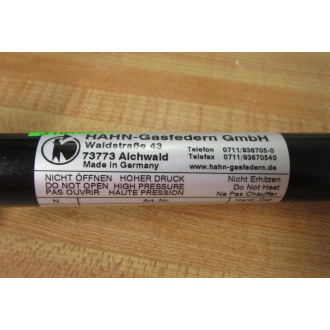 HAHN-Gasfedern GmbH
Waldstraße 43
73773 Aichwald
Made in Germany
Telefon 0711/936705-0
Telefax 0711/93670540
www.hahn-gasfedern.de
NICHT ÖFFNEN HOHER DRUCK
DO NOT OPEN HIGH PRESSURE
PAS OUVRIR HAUTE PRESSION
Nicht Erhitzen
Do Not Heat
Ne Pas Chauffer
N Art.-Nr.